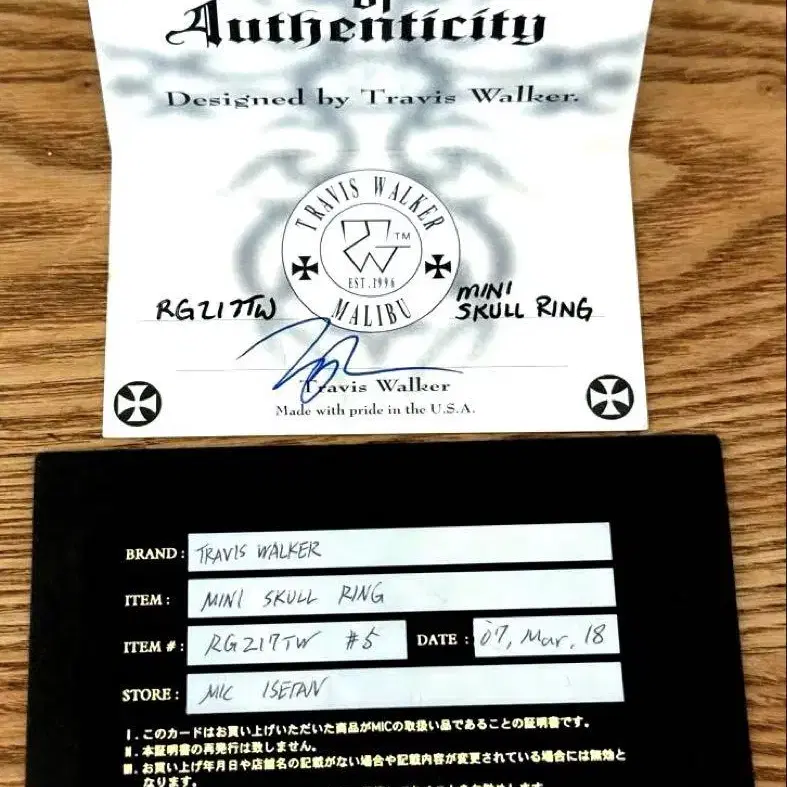 of
Authenticity
Designed by Travis Walker.
TRAVIS WALKER
TW TM
EST.1996
MALIBU
RG217TW
MINI
SKULL RING
Travis Walker
Made with pride in the U.S.A.
BRAND : TRAVIS WALKER
ITEM : MINI SKULL RING
ITEM # : RG217TW #5 DATE : 07, Mar, 18
STORE : MIC ISETAN
I . このカードはお買い上げいただいた商品がMICの取扱い品であることの証明書です。
II . 本証明書の再発行は致しません。
III . お買い上げ年月日や店舗名の記載がない場合や記載内容が変更されている場合には無効と
なります。